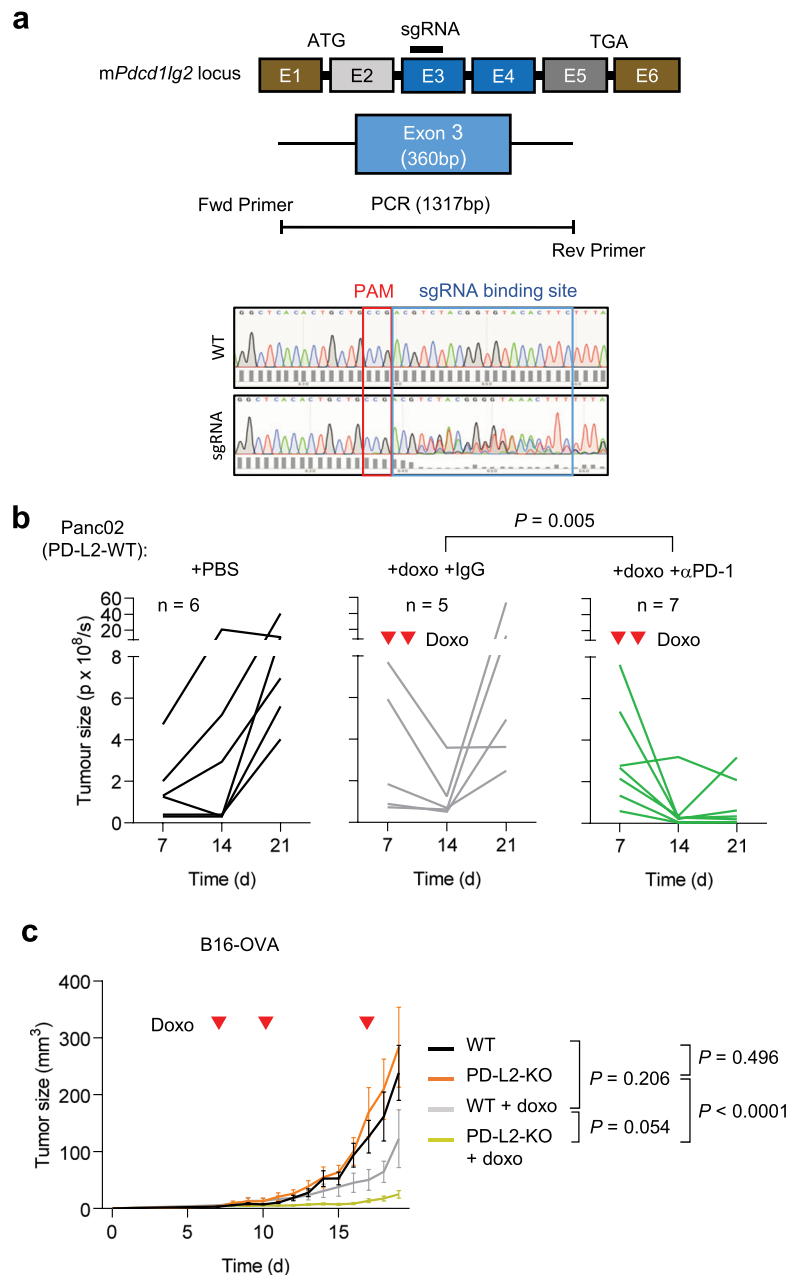 a
sgRNA
ATG
TGA
mPdcd1lg2 locus
E1 E2 E3 E4 E5 E6
Exon 3
(360bp)
Fwd Primer
PCR (1317bp)
Rev Primer
PAM
sgRNA binding site
WT
GGCTCACACTGCTGCCGACGTCTACGGTGTACACTTCTTTA
sgRNA
GGCTCACACTGCTGCCGACGTCTACGGGGTAAACTTTTTTA
b
Panc02
(PD-L2-WT):
P = 0.005
+PBS
+doxo +IgG
+doxo +αPD-1
n = 6
n = 5
n = 7
Doxo
Doxo
Tumour size (p x 10⁸/s)
60
40
20
8
6
4
2
0
7 14 21
7 14 21
7 14 21
Time (d)
Time (d)
Time (d)
c
B16-OVA
Doxo
Tumor size (mm³)
400
300
200
100
0
0 5 10 15
Time (d)
WT
PD-L2-KO
WT + doxo
PD-L2-KO
+ doxo
P = 0.206
P = 0.054
P = 0.496
P < 0.0001